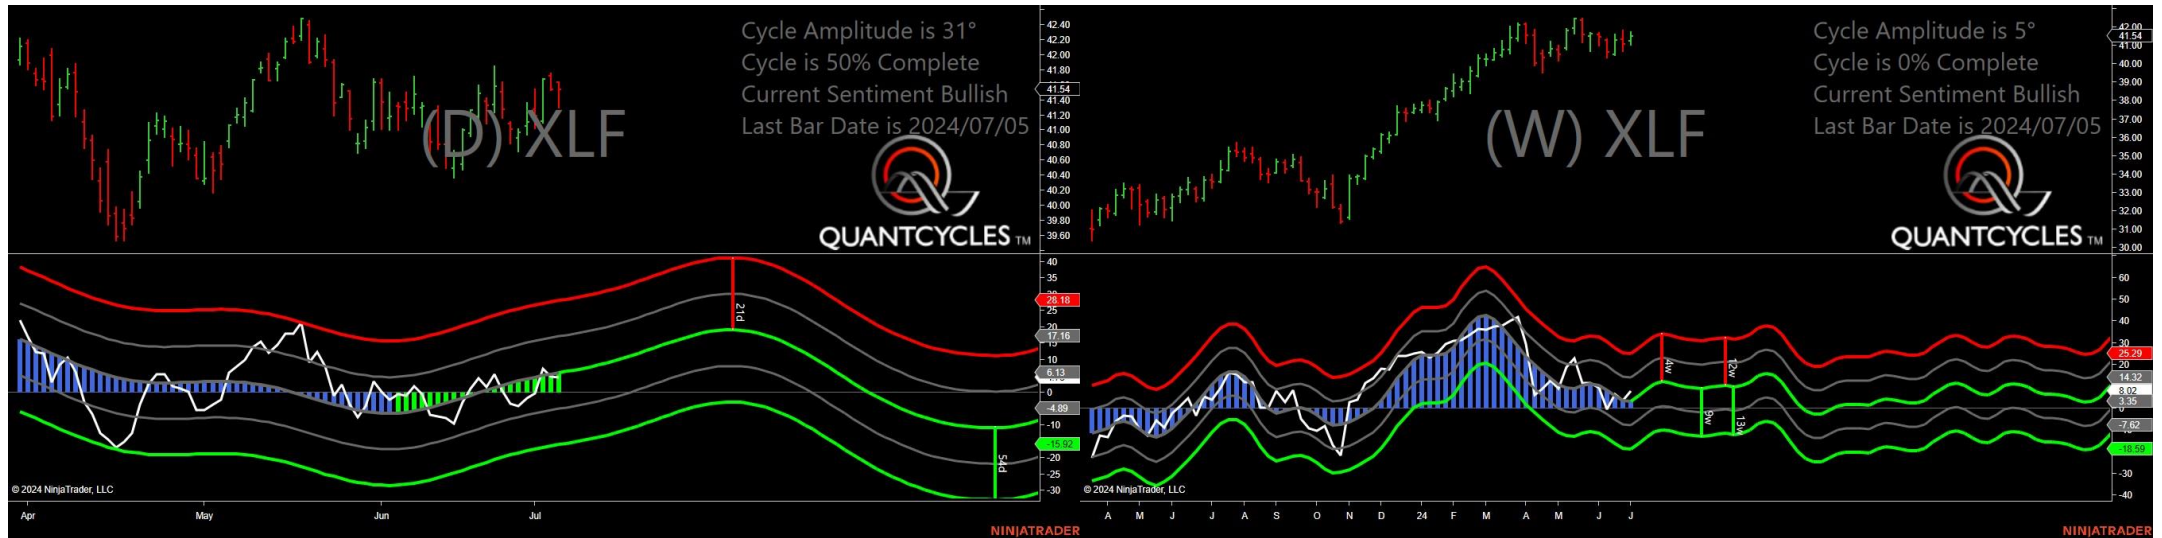 Cycle Amplitude is 31°
Cycle is 50% Complete
Current Sentiment Bullish
Last Bar Date is 2024/07/05
(D) XLF
QUANTCYCLES TM
42.40
42.20
42.00
41.80
41.54
41.40
41.20
41.00
40.80
40.60
40.40
40.20
40.00
39.80
39.60
40
35
28.18
25
20
17.16
15
10
6.13
0
-4.89
-10
-15.92
-20
-25
-30
21d
54d
© 2024 NinjaTrader, LLC
Apr
May
Jun
Jul
NINJATRADER
Cycle Amplitude is 5°
Cycle is 0% Complete
Current Sentiment Bullish
Last Bar Date is 2024/07/05
(W) XLF
QUANTCYCLES TM
42.00
41.54
41.00
40.00
38.00
37.00
36.00
35.00
34.00
33.00
32.00
31.00
30.00
60
50
40
30
25.29
20
14.32
8.02
3.35
-7.62
-18.59
-30
-40
4w
12w
9w
13w
© 2024 NinjaTrader, LLC
A M J J A S O N D 24 F M A M J J
NINJATRADER